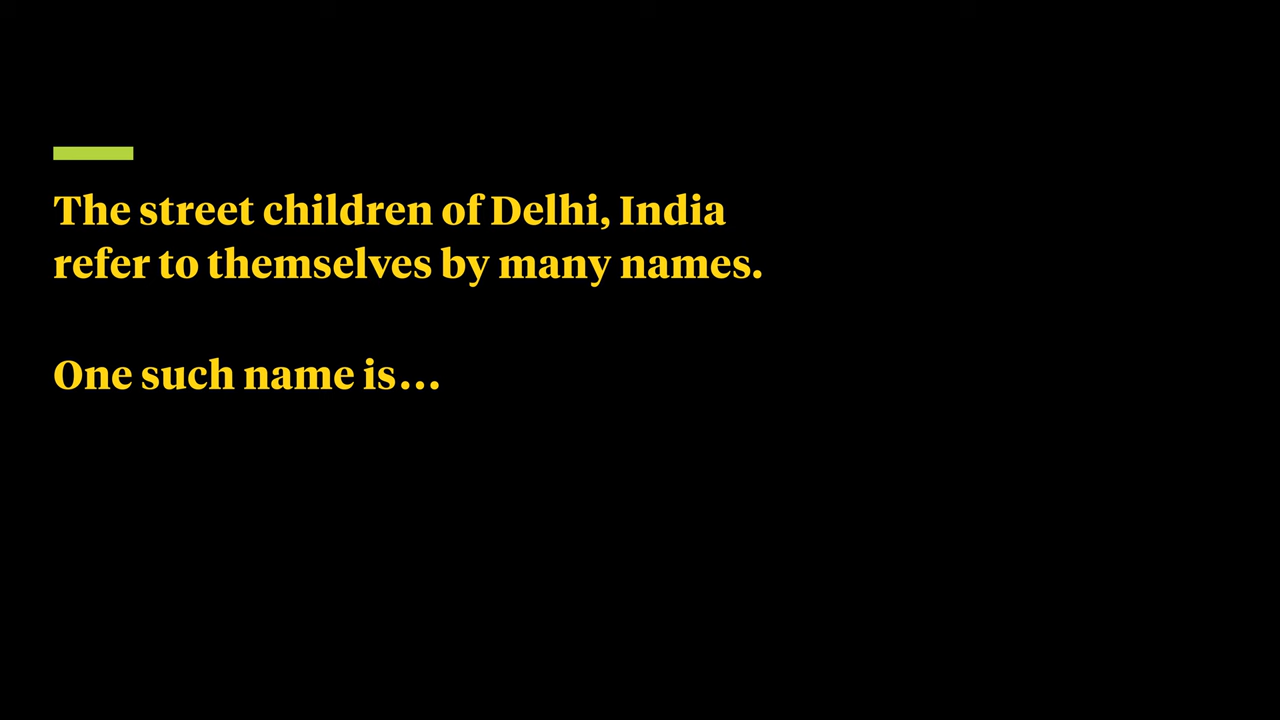 The street children of Delhi, India
refer to themselves by many names.
One such name is...